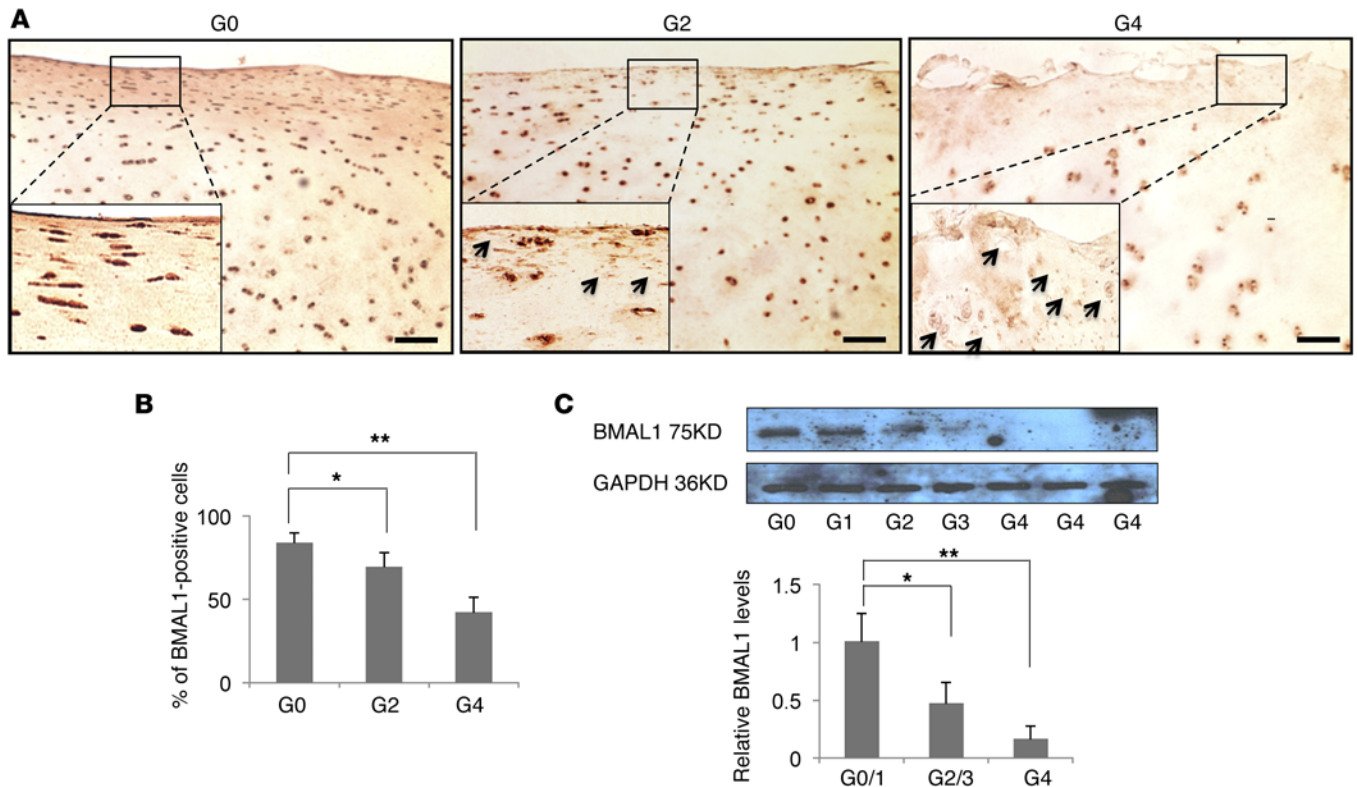 A
G0 G2 G4
B
**
*
% of BMAL1-positive cells
100
50
0
G0 G2 G4
C
BMAL1 75KD
GAPDH 36KD
G0 G1 G2 G3 G4 G4 G4
**
*
Relative BMAL1 levels
1.5
1
0.5
0
G0/1 G2/3 G4